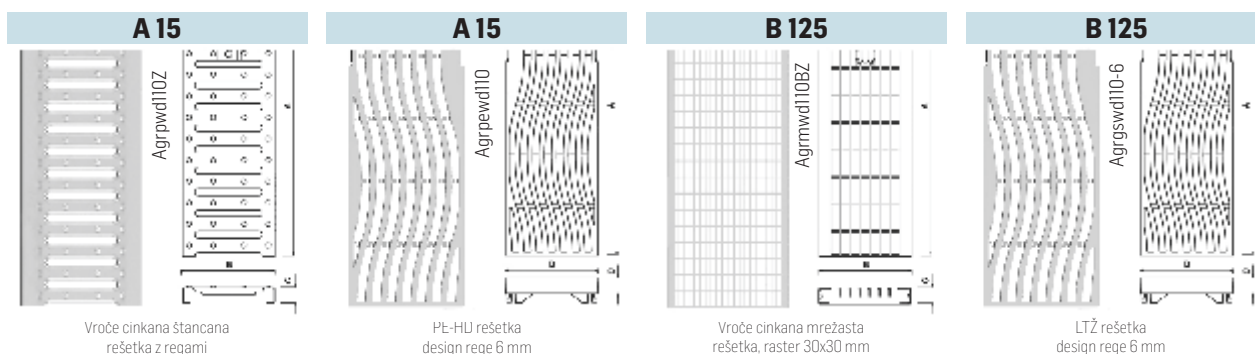 A 15
A 15
B 125
B 125
Agrpwd110Z
Agrpewd110
Agrmwd110BZ
Agrgswd110-6
Vroče cinkana štancana
rešetka z regami
PE-HD rešetka
design rege 6 mm
Vroče cinkana mrežasta
rešetka, raster 30x30 mm
LTŽ rešetka
design rege 6 mm